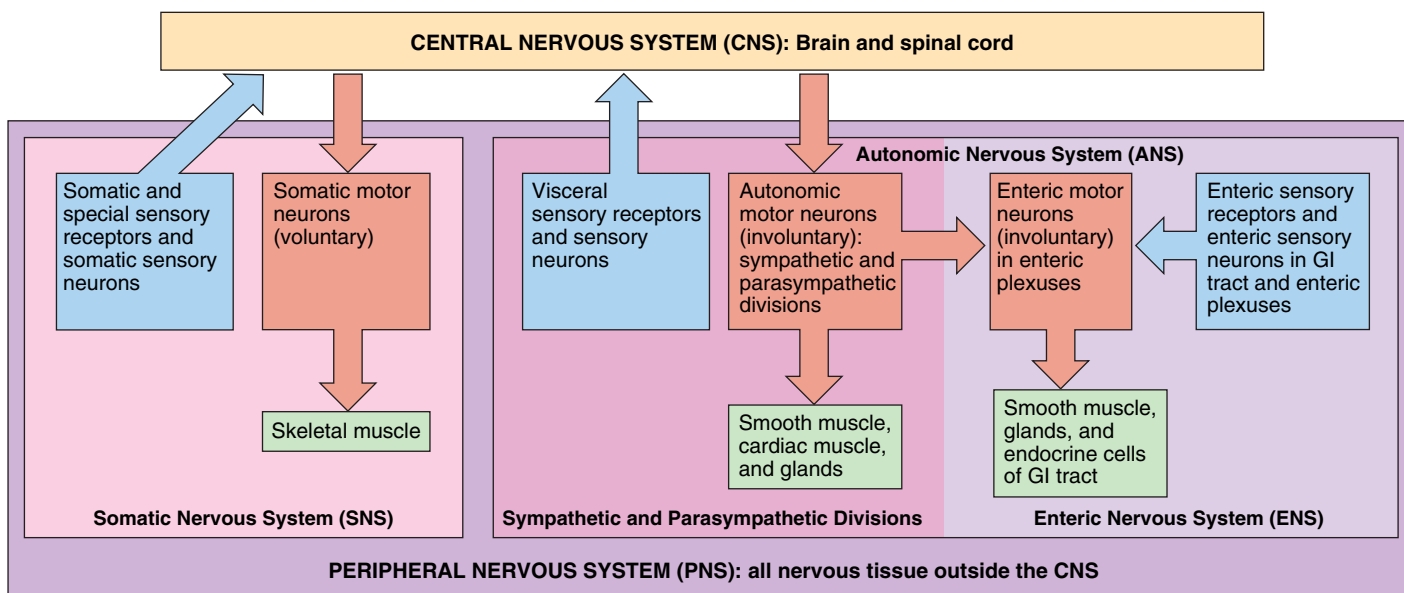 CENTRAL NERVOUS SYSTEM (CNS): Brain and spinal cord
Autonomic Nervous System (ANS)
Somatic and
special sensory
receptors and
somatic sensory
neurons
Somatic motor
neurons
(voluntary)
Visceral
sensory receptors
and sensory
neurons
Autonomic
motor neurons
(involuntary):
sympathetic and
parasympathetic
divisions
Enteric motor
neurons
(involuntary)
in enteric
plexuses
Enteric sensory
receptors and
enteric sensory
neurons in GI
tract and enteric
plexuses
Skeletal muscle
Smooth muscle,
cardiac muscle,
and glands
Smooth muscle,
glands, and
endocrine cells
of GI tract
Somatic Nervous System (SNS)
Sympathetic and Parasympathetic Divisions
Enteric Nervous System (ENS)
PERIPHERAL NERVOUS SYSTEM (PNS): all nervous tissue outside the CNS